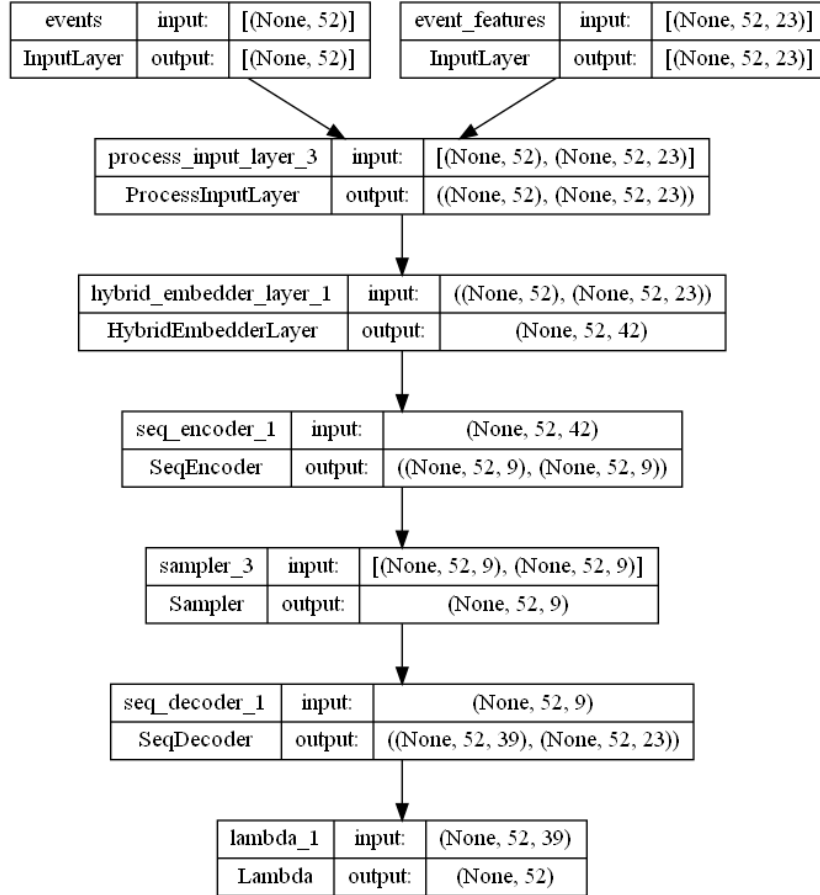 events input: [(None, 52)] event_features input: [(None, 52, 23)]
InputLayer output: [(None, 52)] InputLayer output: [(None, 52, 23)]
process_input_layer_3 input: [(None, 52), (None, 52, 23)]
ProcessInputLayer output: ((None, 52), (None, 52, 23))
hybrid_embedder_layer_1 input: ((None, 52), (None, 52, 23))
HybridEmbedderLayer output: (None, 52, 42)
seq_encoder_1 input: (None, 52, 42)
SeqEncoder output: ((None, 52, 9), (None, 52, 9))
sampler_3 input: [(None, 52, 9), (None, 52, 9)]
Sampler output: (None, 52, 9)
seq_decoder_1 input: (None, 52, 9)
SeqDecoder output: ((None, 52, 39), (None, 52, 23))
lambda_1 input: (None, 52, 39)
Lambda output: (None, 52)